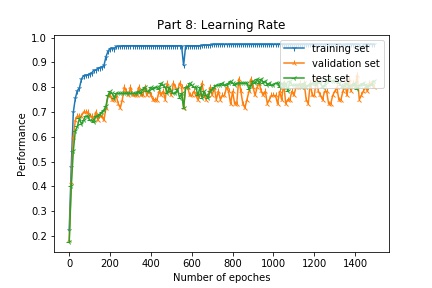 Part 8: Learning Rate
1.0
0.9
0.8
0.7
0.6
0.5
0.4
0.3
0.2
Performance
training set
validation set
test set
0 200 400 600 800 1000 1200 1400
Number of epoches